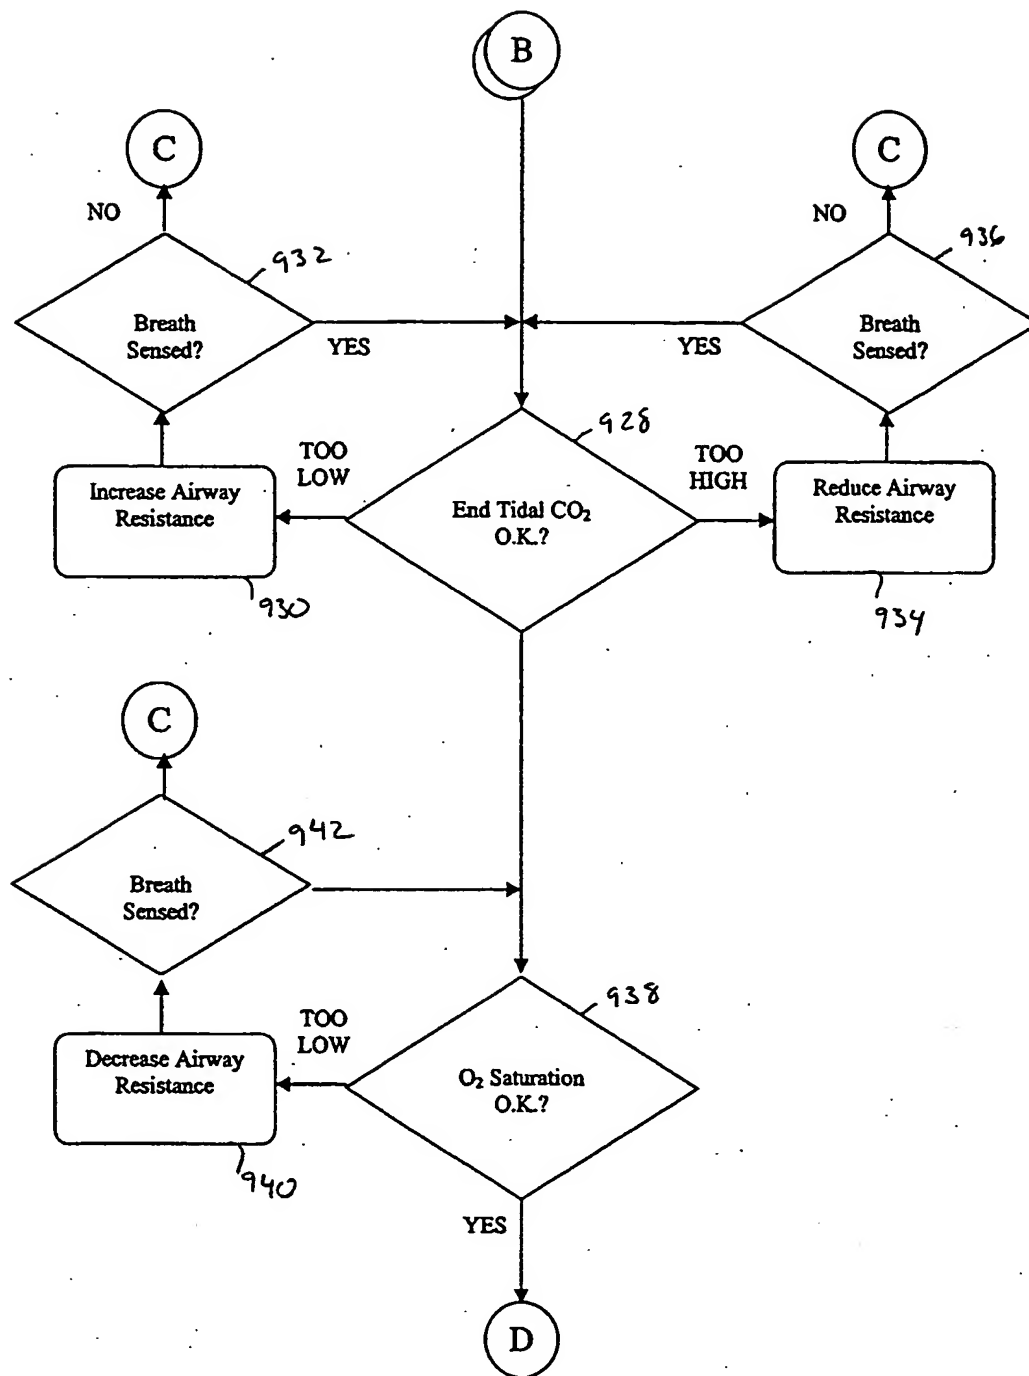 B
C
C
NO
NO
932
936
Breath
Sensed?
YES
Breath
Sensed?
YES
928
TOO
LOW
TOO
HIGH
Increase Airway
Resistance
End Tidal CO₂
O.K.?
Reduce Airway
Resistance
930
934
C
942
Breath
Sensed?
938
TOO
LOW
Decrease Airway
Resistance
O₂ Saturation
O.K.?
940
YES
D